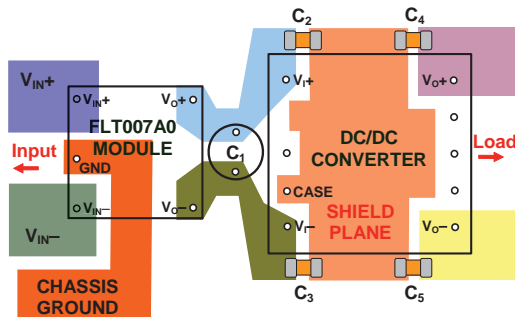 C2
C4
VIN+
VIN+
VO+
VI+
VO+
FLT007A0
MODULE
DC/DC
CONVERTER
Input
GND
C1
Load
CASE
SHIELD
PLANE
VIN–
VIN–
VO–
VI–
VO–
CHASSIS
GROUND
C3
C5